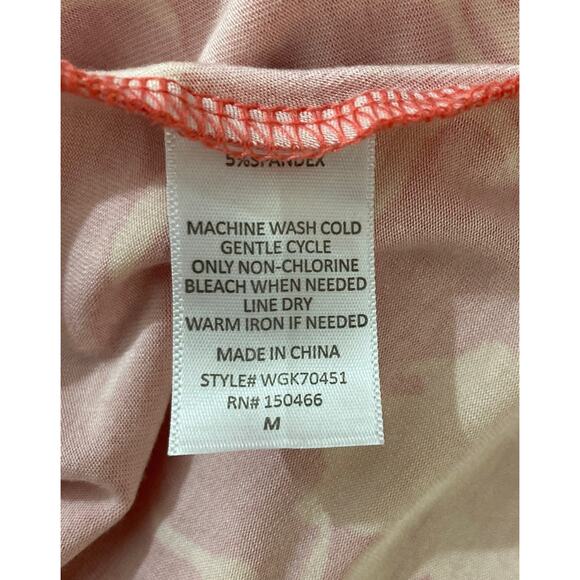 5%SPANDEX
MACHINE WASH COLD
GENTLE CYCLE
ONLY NON-CHLORINE
BLEACH WHEN NEEDED
LINE DRY
WARM IRON IF NEEDED
MADE IN CHINA
STYLE# WGK70451
RN# 150466
M